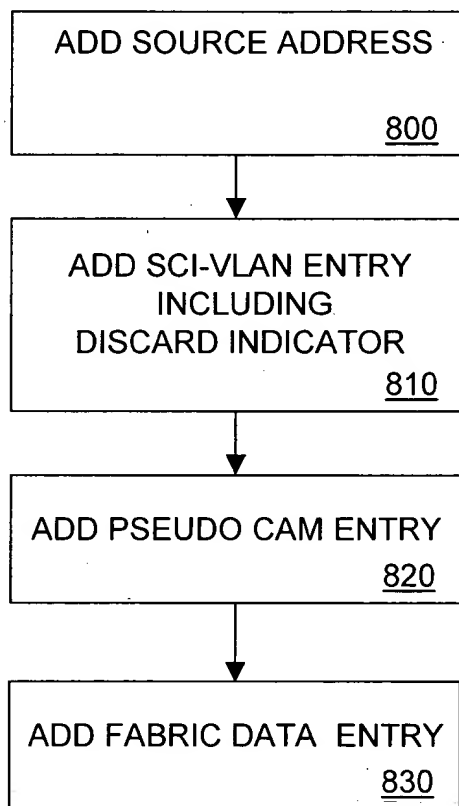 ADD SOURCE ADDRESS
800
ADD SCI-VLAN ENTRY
INCLUDING
DISCARD INDICATOR
810
ADD PSEUDO CAM ENTRY
820
ADD FABRIC DATA ENTRY
830